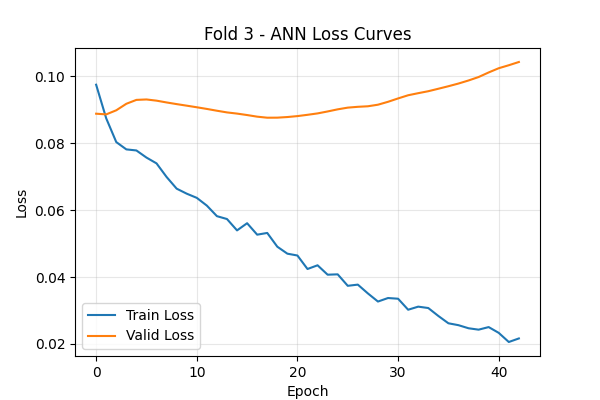 Fold 3 - ANN Loss Curves
Loss
0.10
0.08
0.06
0.04
0.02
Train Loss
Valid Loss
0 10 20 30 40
Epoch